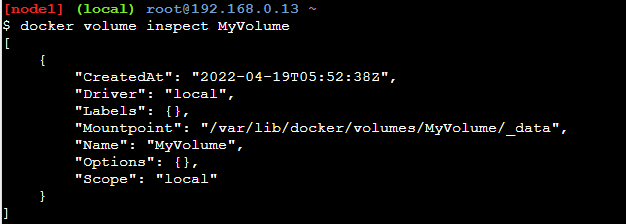 [node1] (local) root@192.168.0.13 ~
$ docker volume inspect MyVolume
[
    {
        "CreatedAt": "2022-04-19T05:52:38Z",
        "Driver": "local",
        "Labels": {},
        "Mountpoint": "/var/lib/docker/volumes/MyVolume/_data",
        "Name": "MyVolume",
        "Options": {},
        "Scope": "local"
    }
]